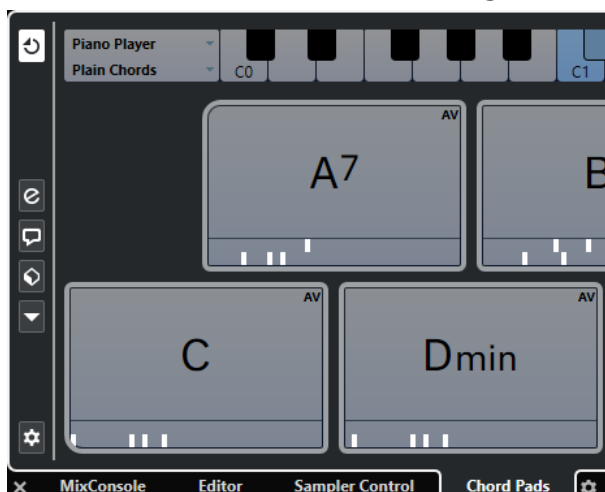 Piano Player
Plain Chords
C0
C1
AV
A7
B
AV
C
AV
Dmin
MixConsole
Editor
Sampler Control
Chord Pads